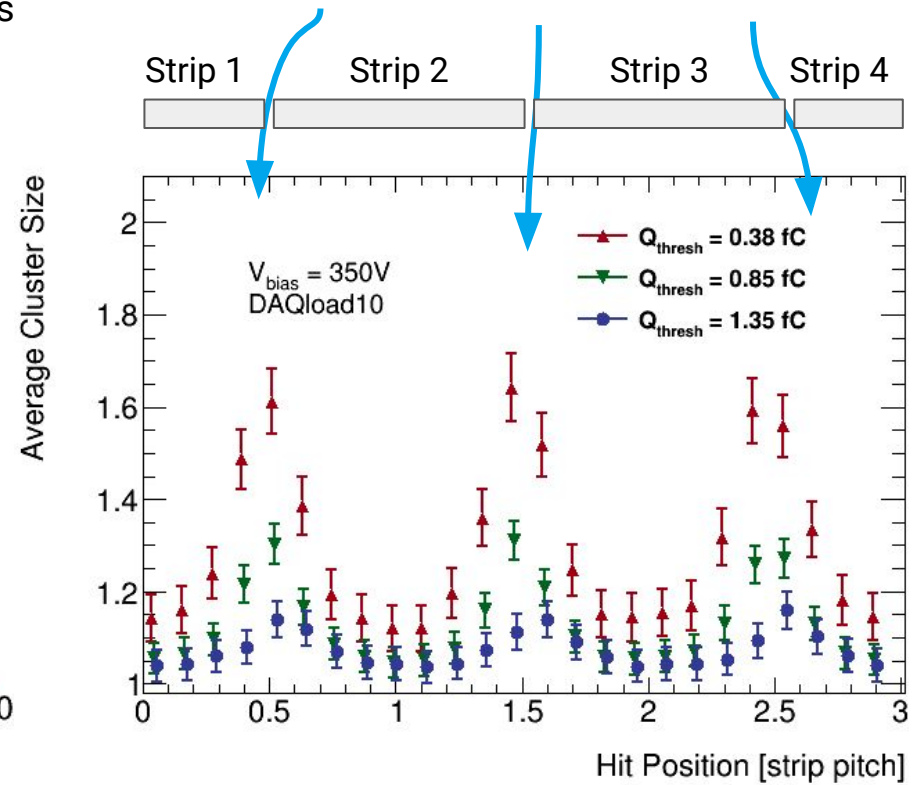 s
Strip 1 Strip 2 Strip 3 Strip 4
Average Cluster Size
2
1.8
1.6
1.4
1.2
1
V_bias = 350V
DAQload10
Q_thresh = 0.38 fC
Q_thresh = 0.85 fC
Q_thresh = 1.35 fC
0
0 0.5 1 1.5 2 2.5 3
Hit Position [strip pitch]